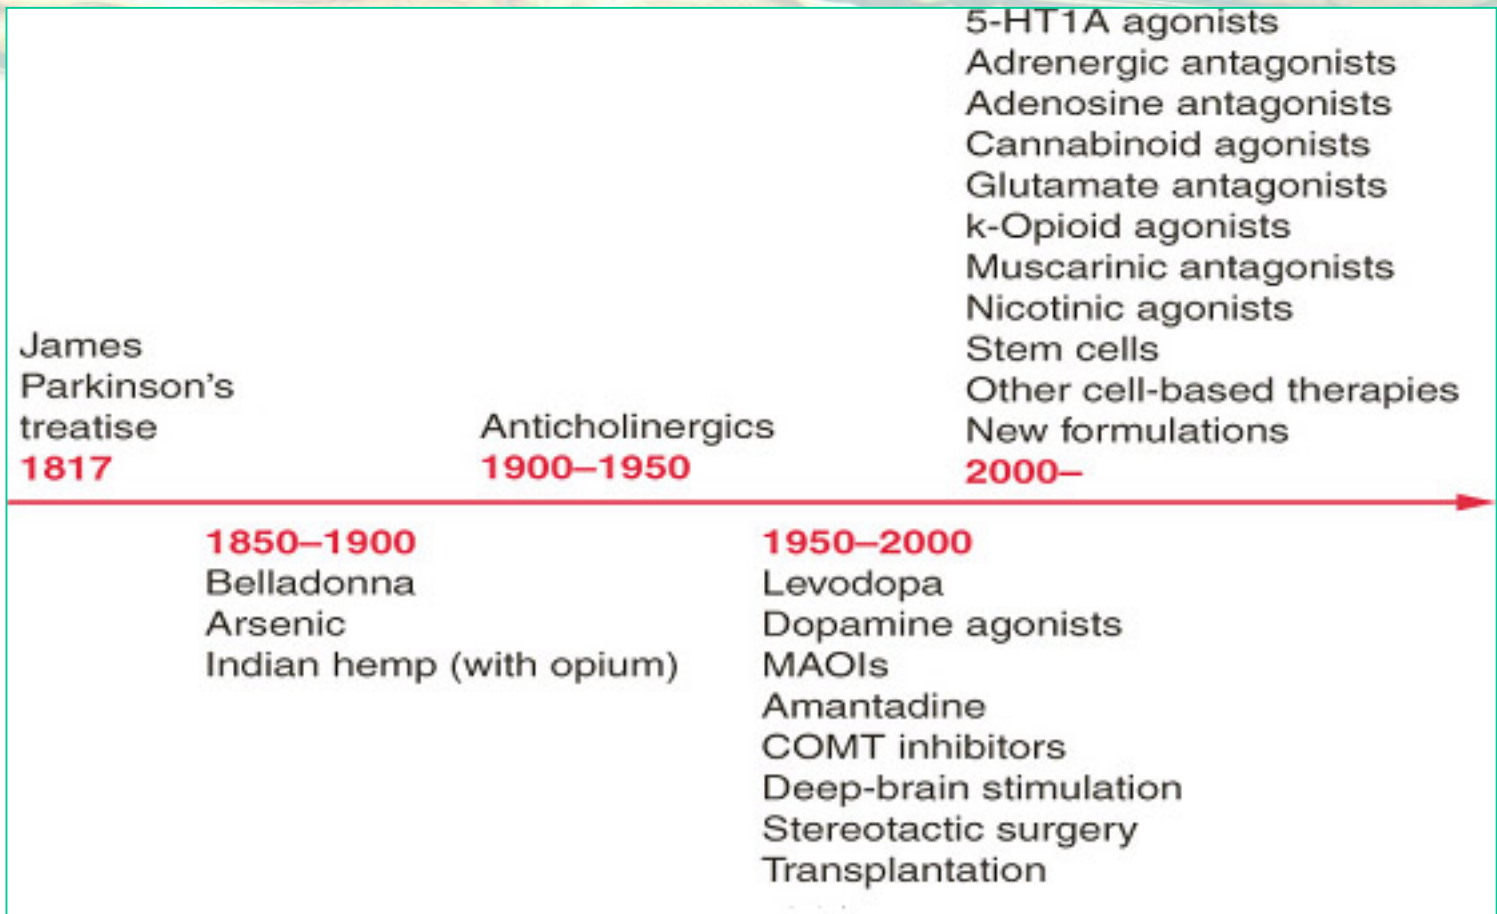 James
Parkinson's
treatise
1817
1850–1900
Belladonna
Arsenic
Indian hemp (with opium)
Anticholinergics
1900–1950
1950–2000
Levodopa
Dopamine agonists
MAOIs
Amantadine
COMT inhibitors
Deep-brain stimulation
Stereotactic surgery
Transplantation
5-HT1A agonists
Adrenergic antagonists
Adenosine antagonists
Cannabinoid agonists
Glutamate antagonists
k-Opioid agonists
Muscarinic antagonists
Nicotinic agonists
Stem cells
Other cell-based therapies
New formulations
2000–